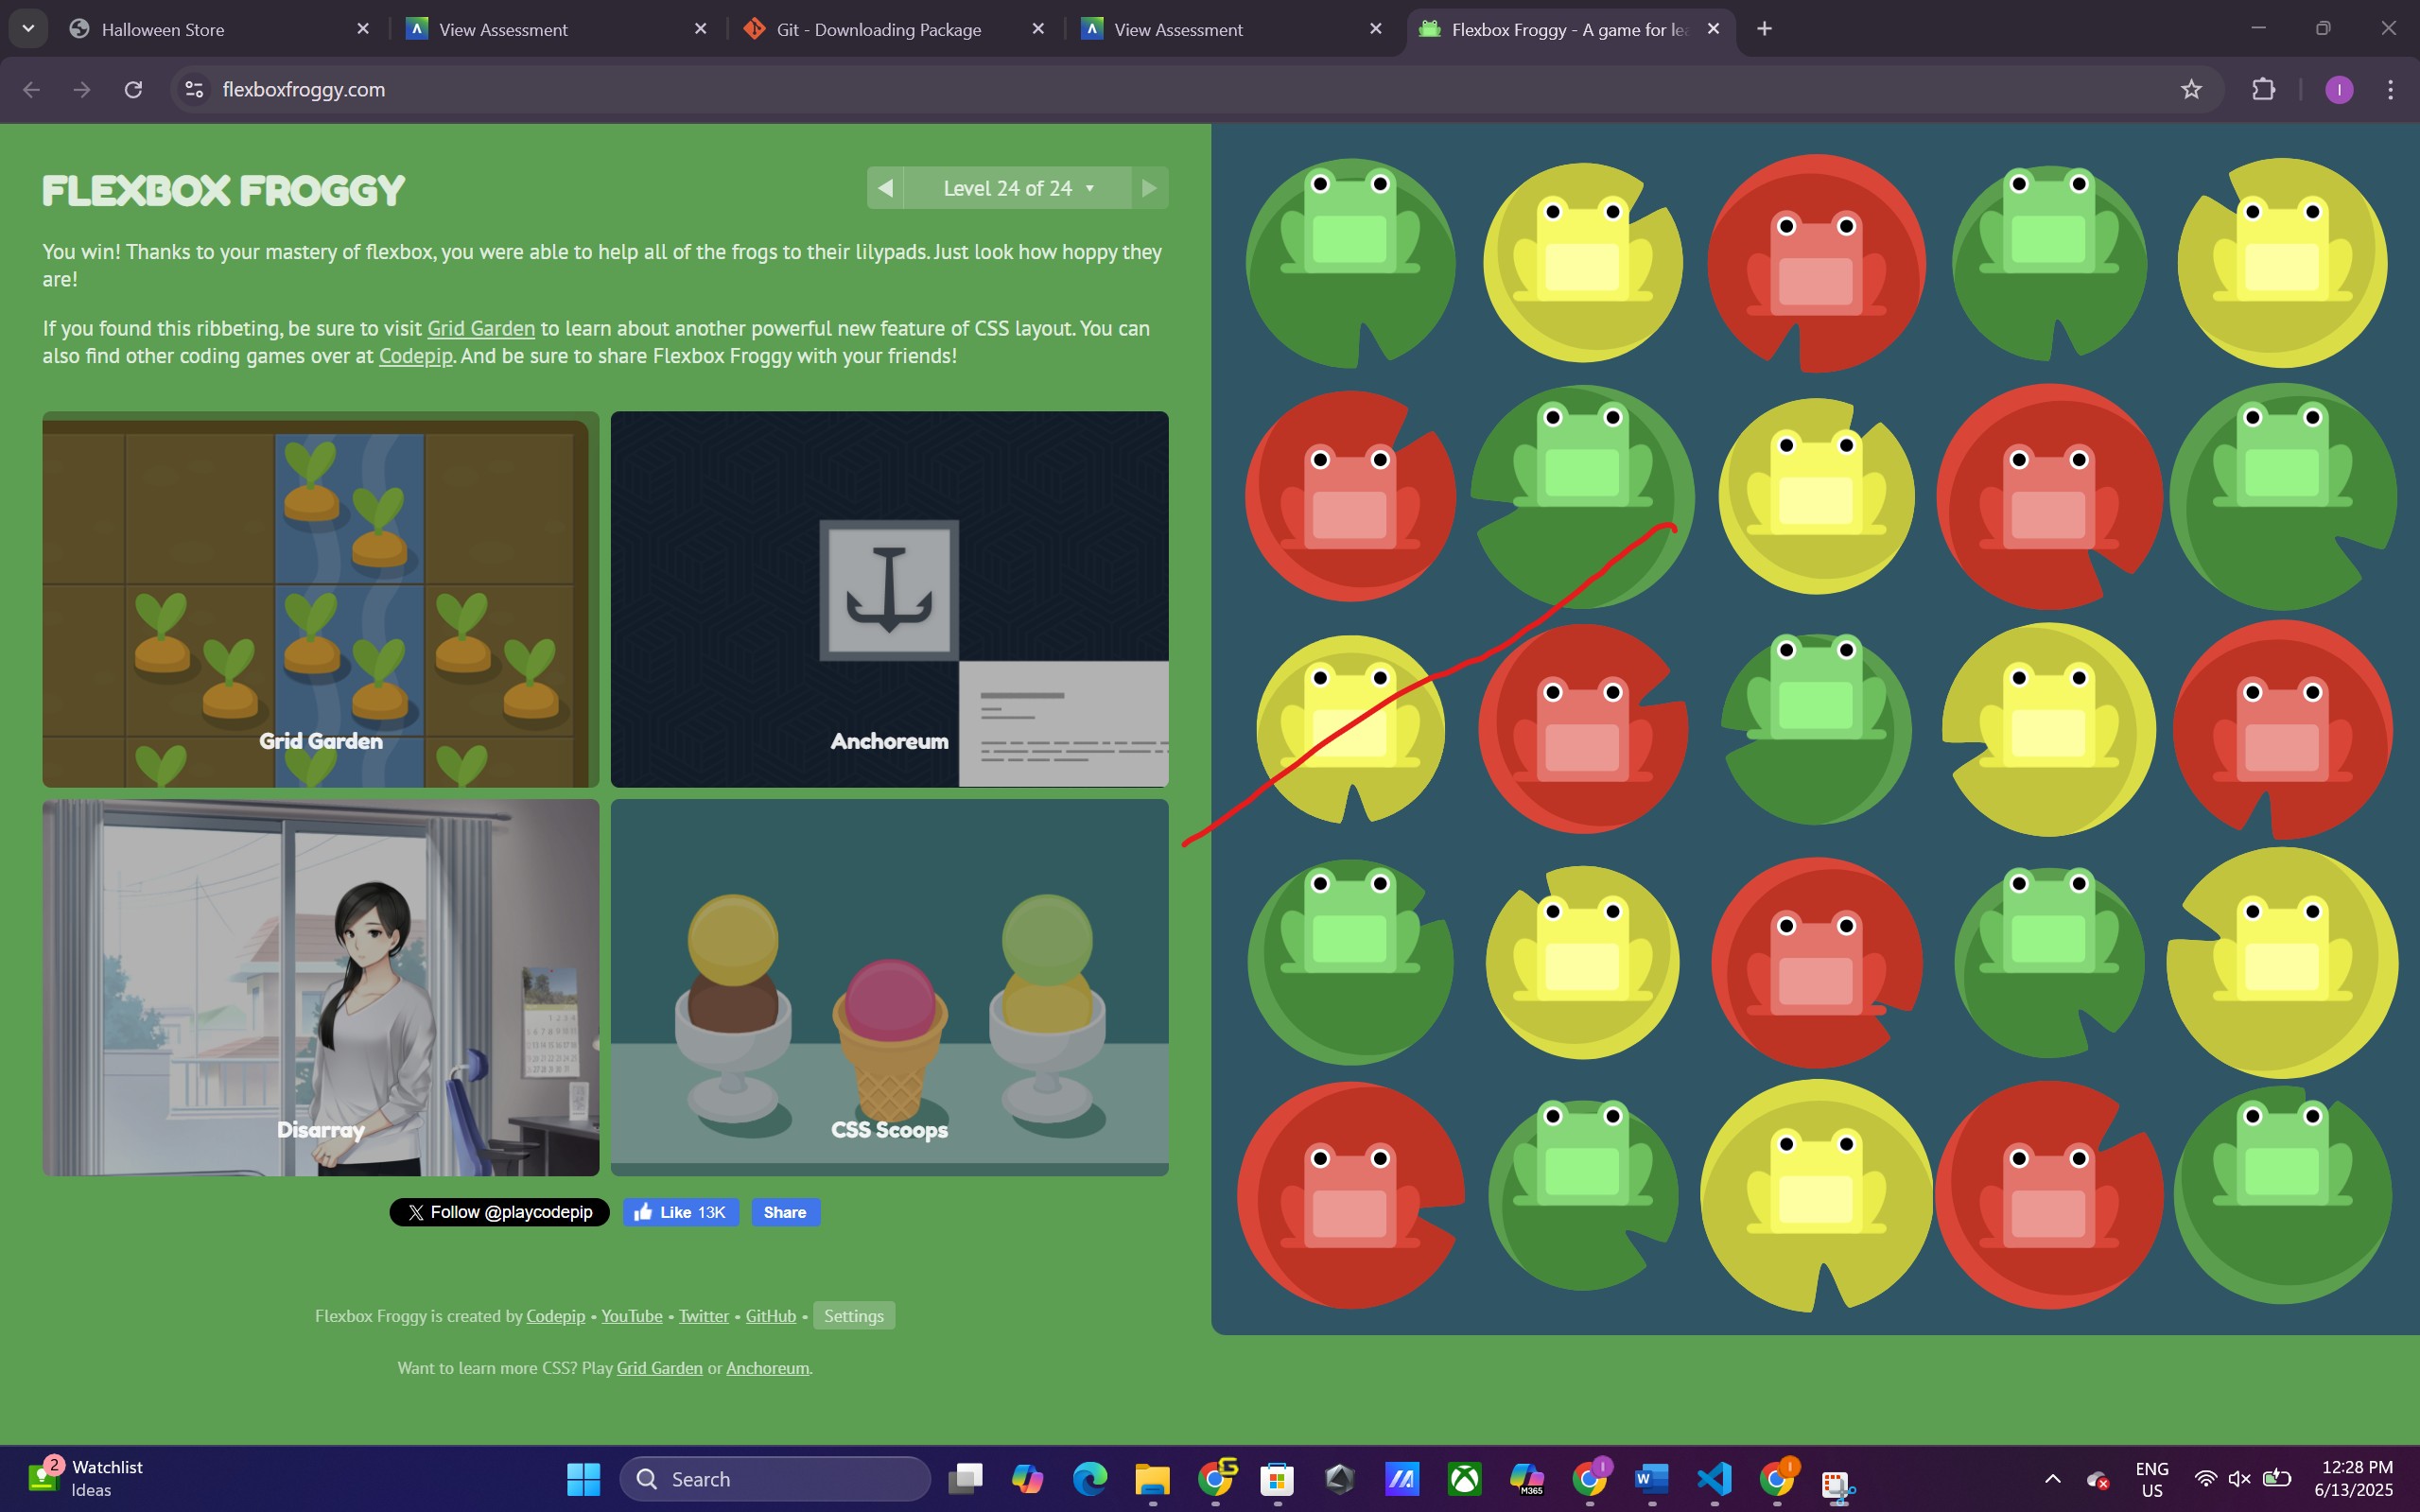 Halloween Store
View Assessment
Git - Downloading Package
View Assessment
Flexbox Froggy - A game for le
flexboxfroggy.com
I
FLEXBOX FROGGY
Level 24 of 24
You win! Thanks to your mastery of flexbox, you were able to help all of the frogs to their lilypads. Just look how hoppy they
are!
If you found this ribbeting, be sure to visit Grid Garden to learn about another powerful new feature of CSS layout. You can
also find other coding games over at Codepip. And be sure to share Flexbox Froggy with your friends!
Grid Garden
Anchoreum
Disarray
CSS Scoops
Follow @playcodepip
Like 13K
Share
Flexbox Froggy is created by Codepip • YouTube • Twitter • GitHub • Settings
Want to learn more CSS? Play Grid Garden or Anchoreum.
2
Watchlist
Ideas
Search
M365
I
W
I
ENG
US
12:28 PM
6/13/2025